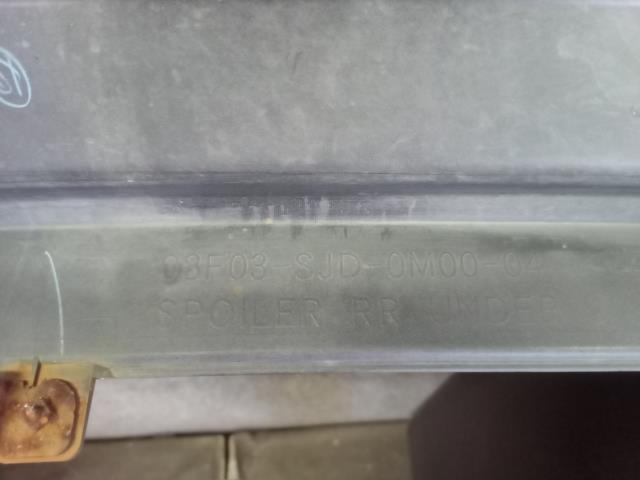 08F03-SJD-0M00-04
SPOILER RR UNDER